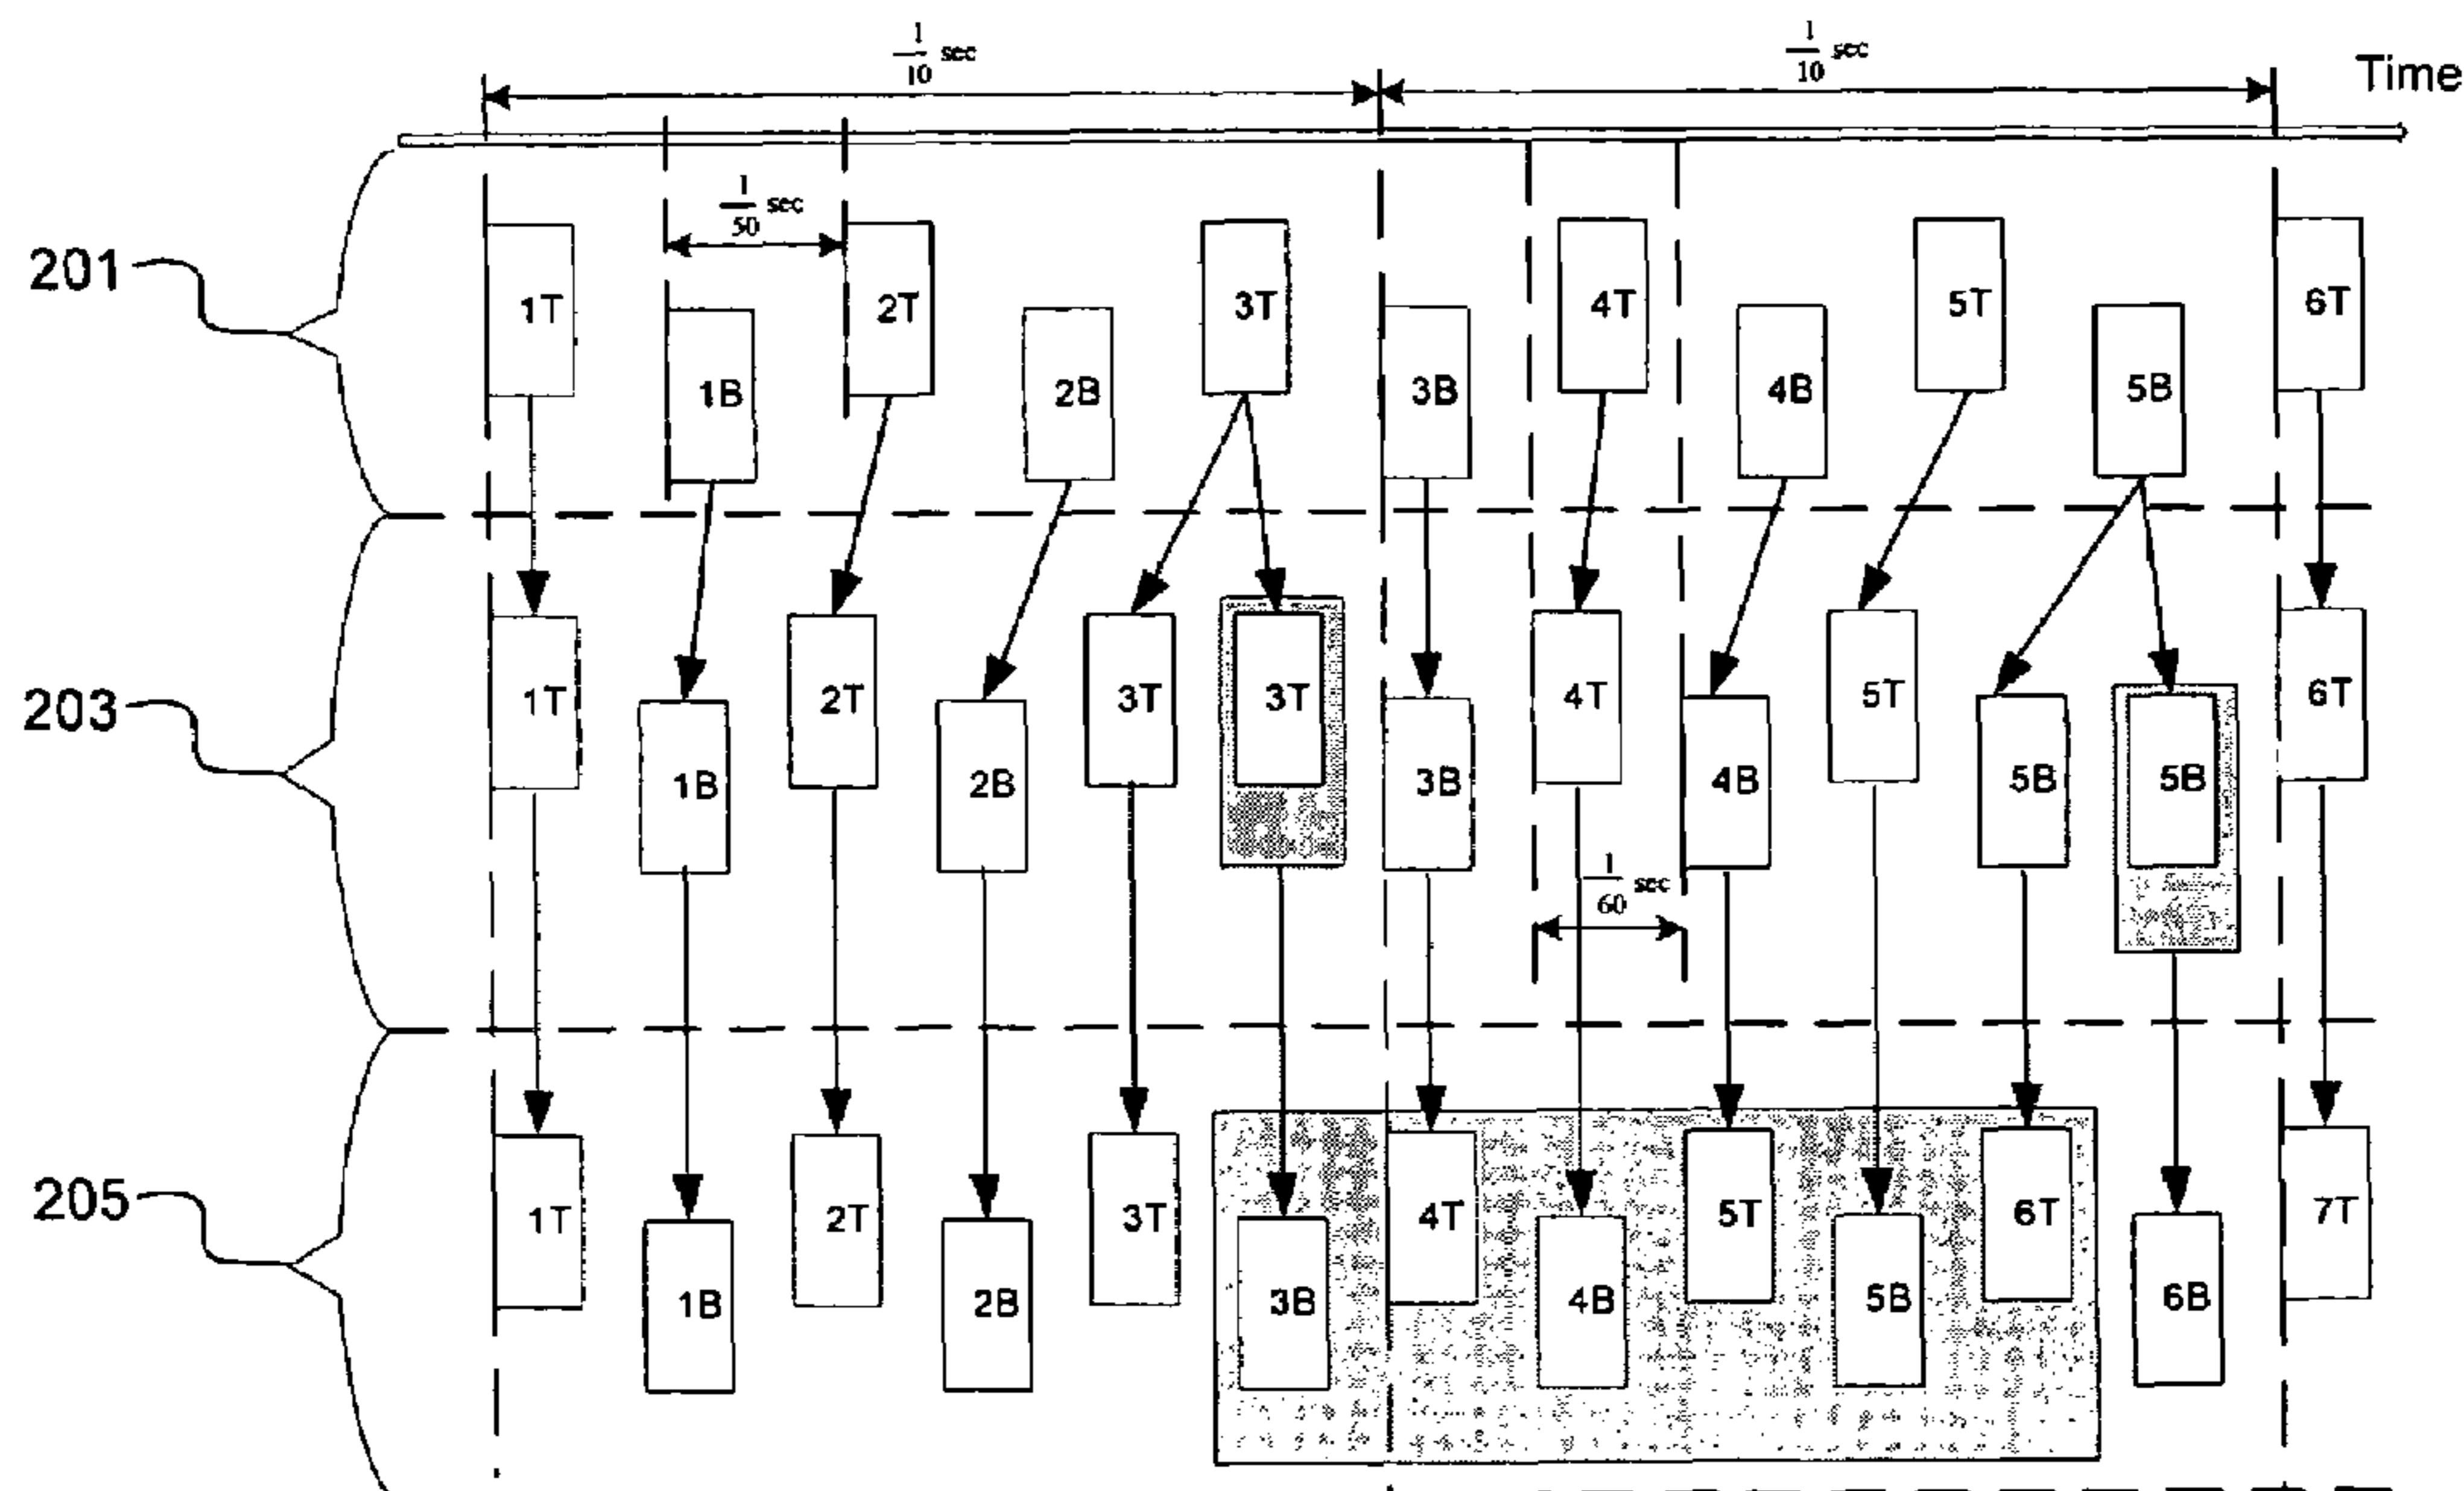 1/10 sec 1/10 sec Time
1/50 sec
201
1T 2T 3T 4T 5T 6T
1B 2B 3B 4B 5B
203
1T 2T 3T 3T 4T 5T 6T
1B 2B 3B 4B 5B 5B
1/60 sec
205
1T 2T 3T 4T 5T 6T 7T
1B 2B 3B 4B 5B 6B